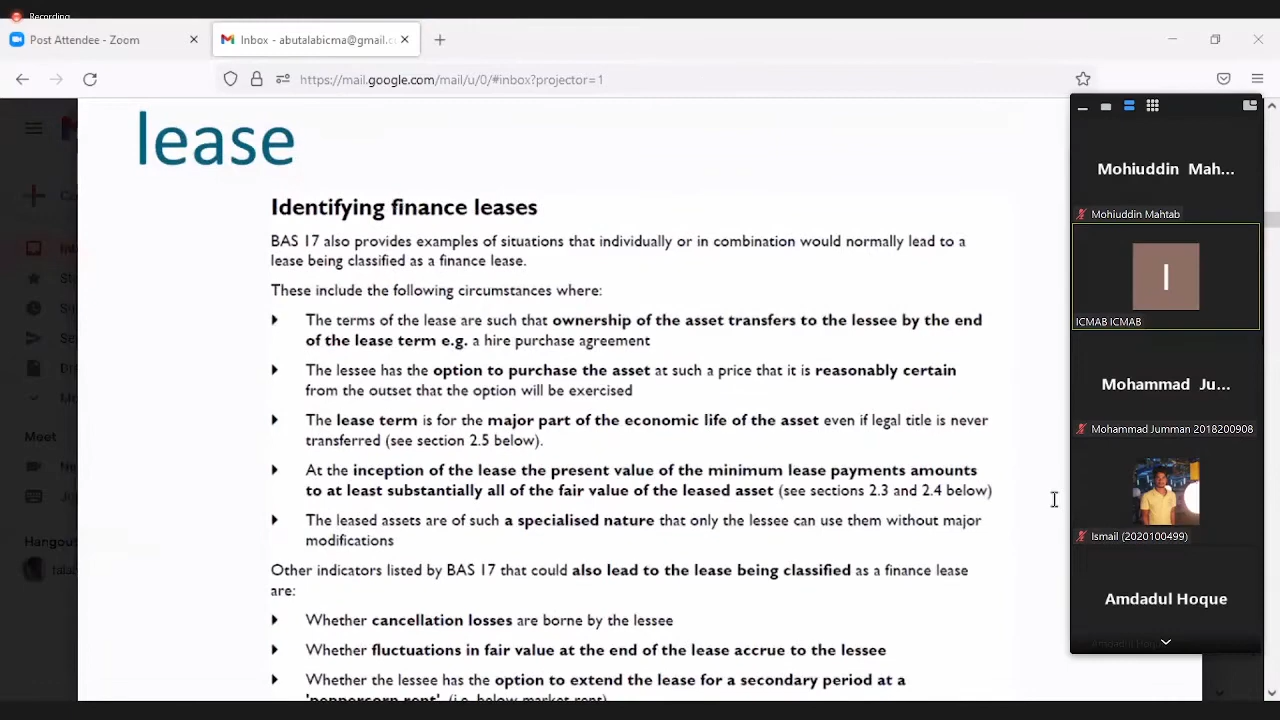 Recording
Post Attendee - Zoom
Inbox - abutalabicma@gmail.c
https://mail.google.com/mail/u/0/#inbox?projector=1
lease
Identifying finance leases
BAS 17 also provides examples of situations that individually or in combination would normally lead to a
lease being classified as a finance lease.
These include the following circumstances where:
The terms of the lease are such that ownership of the asset transfers to the lessee by the end
of the lease term e.g. a hire purchase agreement
The lessee has the option to purchase the asset at such a price that it is reasonably certain
from the outset that the option will be exercised
The lease term is for the major part of the economic life of the asset even if legal title is never
transferred (see section 2.5 below).
At the inception of the lease the present value of the minimum lease payments amounts
to at least substantially all of the fair value of the leased asset (see sections 2.3 and 2.4 below)
The leased assets are of such a specialised nature that only the lessee can use them without major
modifications
Other indicators listed by BAS 17 that could also lead to the lease being classified as a finance lease
are:
Whether cancellation losses are borne by the lessee
Whether fluctuations in fair value at the end of the lease accrue to the lessee
Whether the lessee has the option to extend the lease for a secondary period at a
'peppercorn rent' (i.e. below market rent)
Meet
Hangout
Mohiuddin Mah...
Mohiuddin Mahtab
I
ICMAB ICMAB
Mohammad Ju...
Mohammad Jumman 2018200908
Ismail (2020100499)
Amdadul Hoque